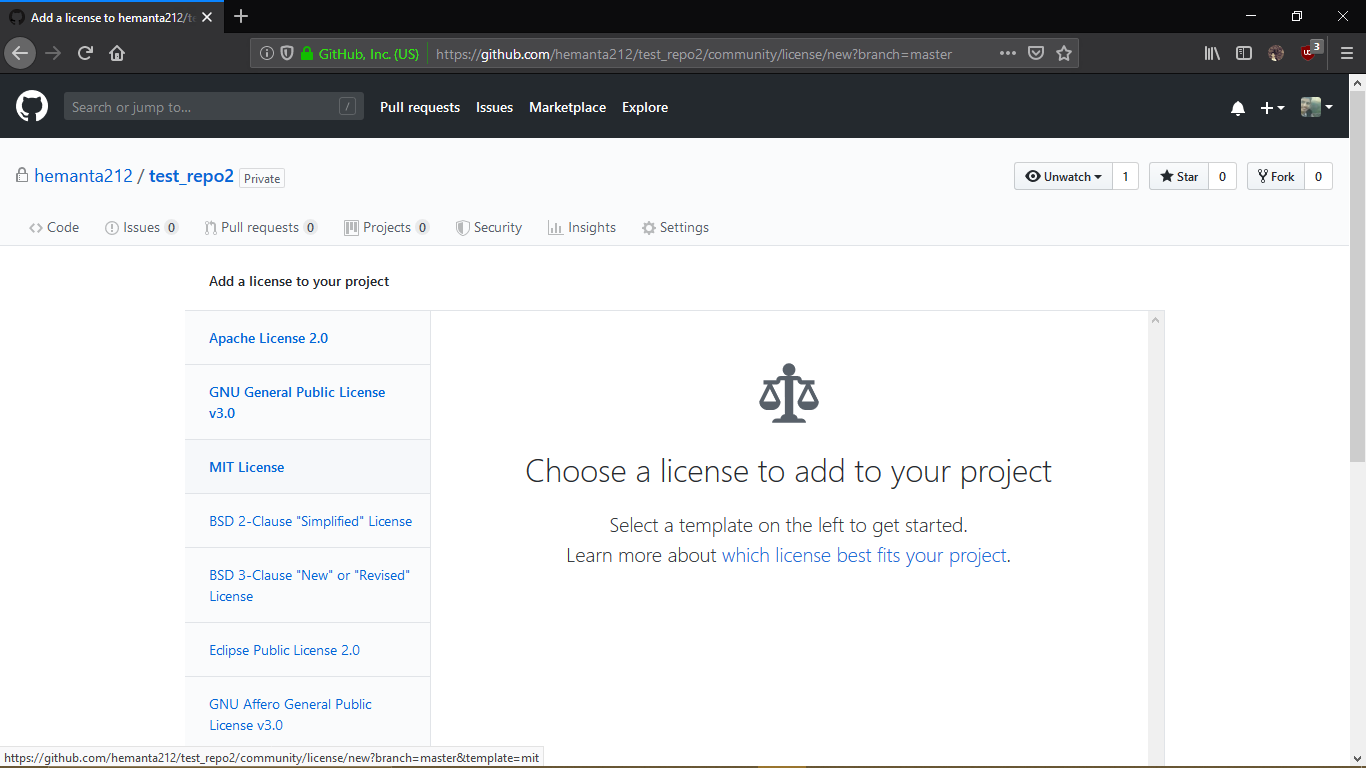 Add a license to hemanta212/t
GitHub, Inc. (US) https://github.com/hemanta212/test_repo2/community/license/new?branch=master
3
Search or jump to... /
Pull requests Issues Marketplace Explore
hemanta212 / test_repo2 Private
Unwatch 1 Star 0 Fork 0
Code Issues 0 Pull requests 0 Projects 0 Security Insights Settings
Add a license to your project
Apache License 2.0
GNU General Public License
v3.0
MIT License
BSD 2-Clause "Simplified" License
BSD 3-Clause "New" or "Revised"
License
Eclipse Public License 2.0
GNU Affero General Public
License v3.0
Choose a license to add to your project
Select a template on the left to get started.
Learn more about which license best fits your project.
https://github.com/hemanta212/test_repo2/community/license/new?branch=master&template=mit